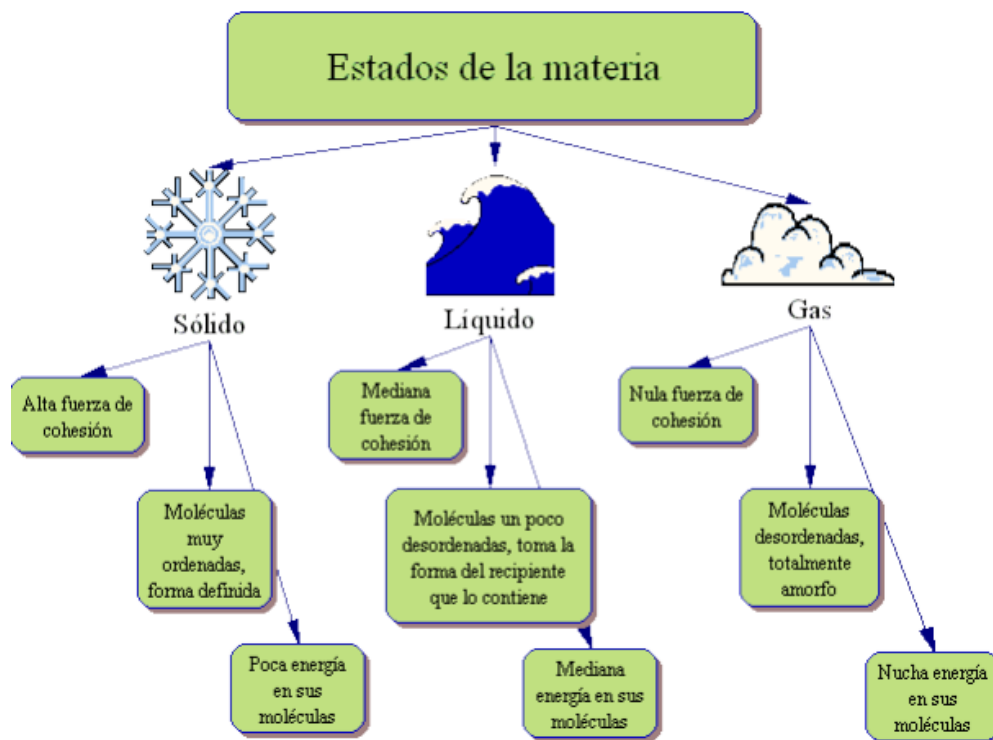 Estados de la materia
Sólido
Líquido
Gas
Alta fuerza de
cohesión
Mediana
fuerza de
cohesión
Nula fuerza de
cohesión
Moléculas
muy
ordenadas,
forma definida
Moléculas un poco
desordenadas, toma la
forma del recipiente
que lo contiene
Moléculas
desordenadas,
totalmente
amorfo
Poca energía
en sus
moléculas
Mediana
energía en sus
moléculas
Nucha energía
en sus
moléculas